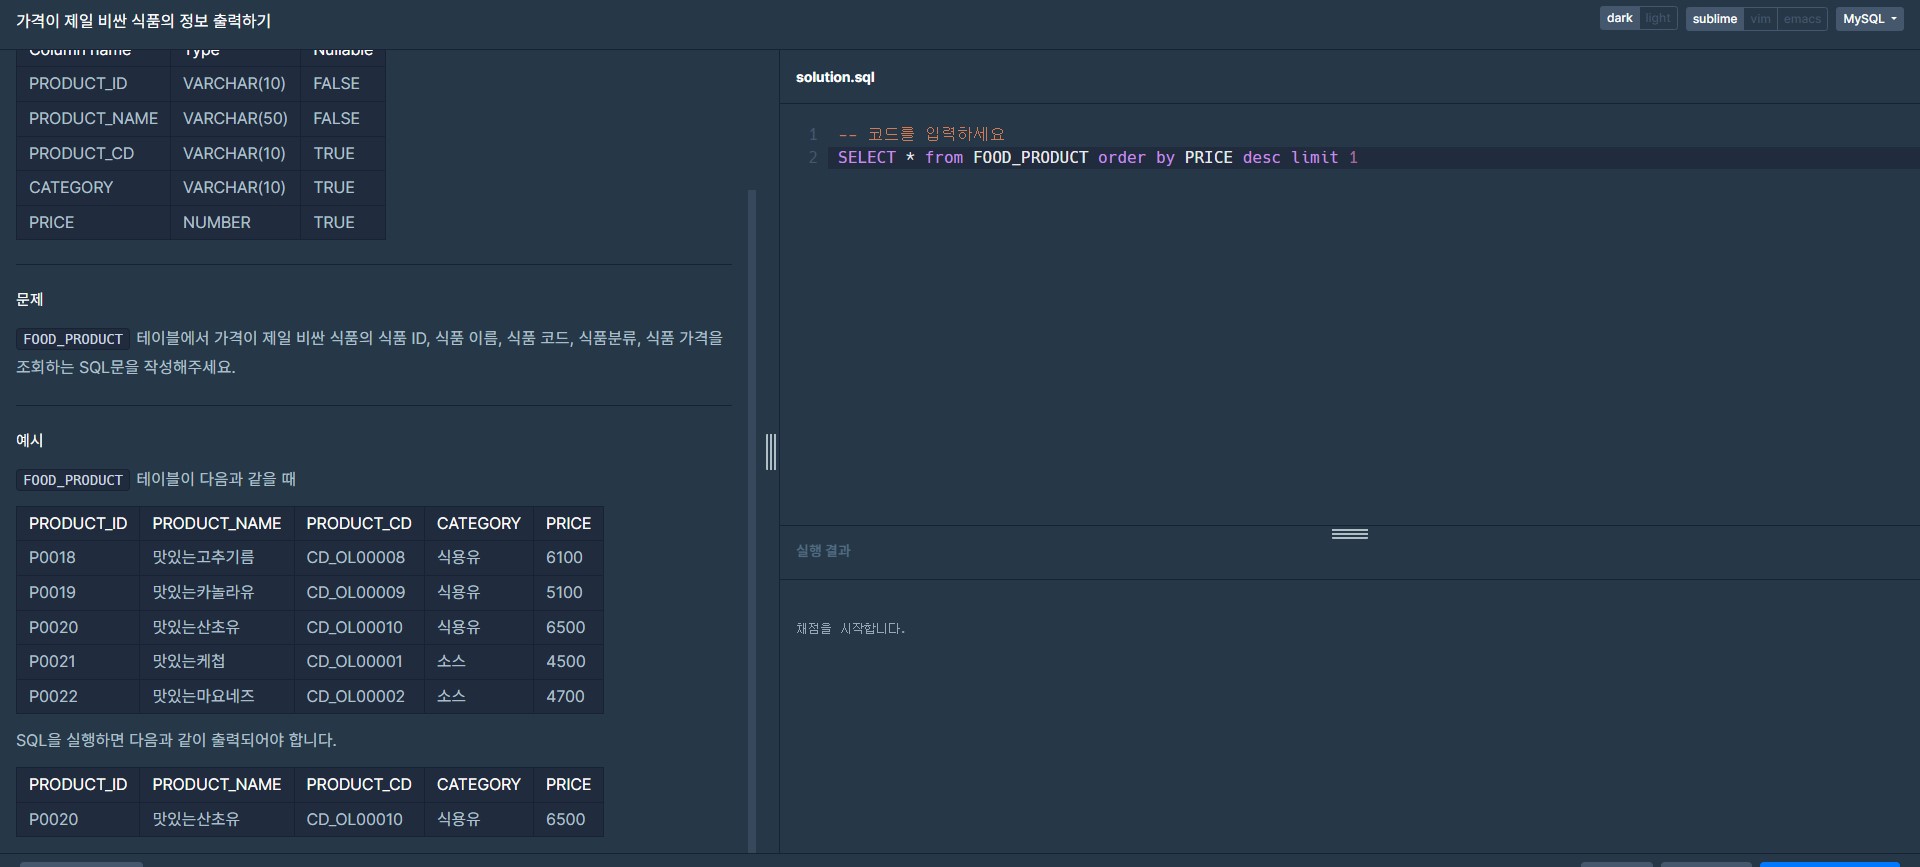 가격이 제일 비싼 식품의 정보 출력하기
dark light sublime vim emacs MySQL
Column name Type Nullable
PRODUCT_ID VARCHAR(10) FALSE
PRODUCT_NAME VARCHAR(50) FALSE
PRODUCT_CD VARCHAR(10) TRUE
CATEGORY VARCHAR(10) TRUE
PRICE NUMBER TRUE
문제
FOOD_PRODUCT 테이블에서 가격이 제일 비싼 식품의 식품 ID, 식품 이름, 식품 코드, 식품분류, 식품 가격을
조회하는 SQL문을 작성해주세요.
예시
FOOD_PRODUCT 테이블이 다음과 같을 때
PRODUCT_ID PRODUCT_NAME PRODUCT_CD CATEGORY PRICE
P0018 맛있는고추기름 CD_OL00008 식용유 6100
P0019 맛있는카놀라유 CD_OL00009 식용유 5100
P0020 맛있는산초유 CD_OL00010 식용유 6500
P0021 맛있는케첩 CD_OL00001 소스 4500
P0022 맛있는마요네즈 CD_OL00002 소스 4700
SQL을 실행하면 다음과 같이 출력되어야 합니다.
PRODUCT_ID PRODUCT_NAME PRODUCT_CD CATEGORY PRICE
P0020 맛있는산초유 CD_OL00010 식용유 6500
solution.sql
1 -- 코드를 입력하세요
2 SELECT * from FOOD_PRODUCT order by PRICE desc limit 1
실행 결과
채점을 시작합니다.